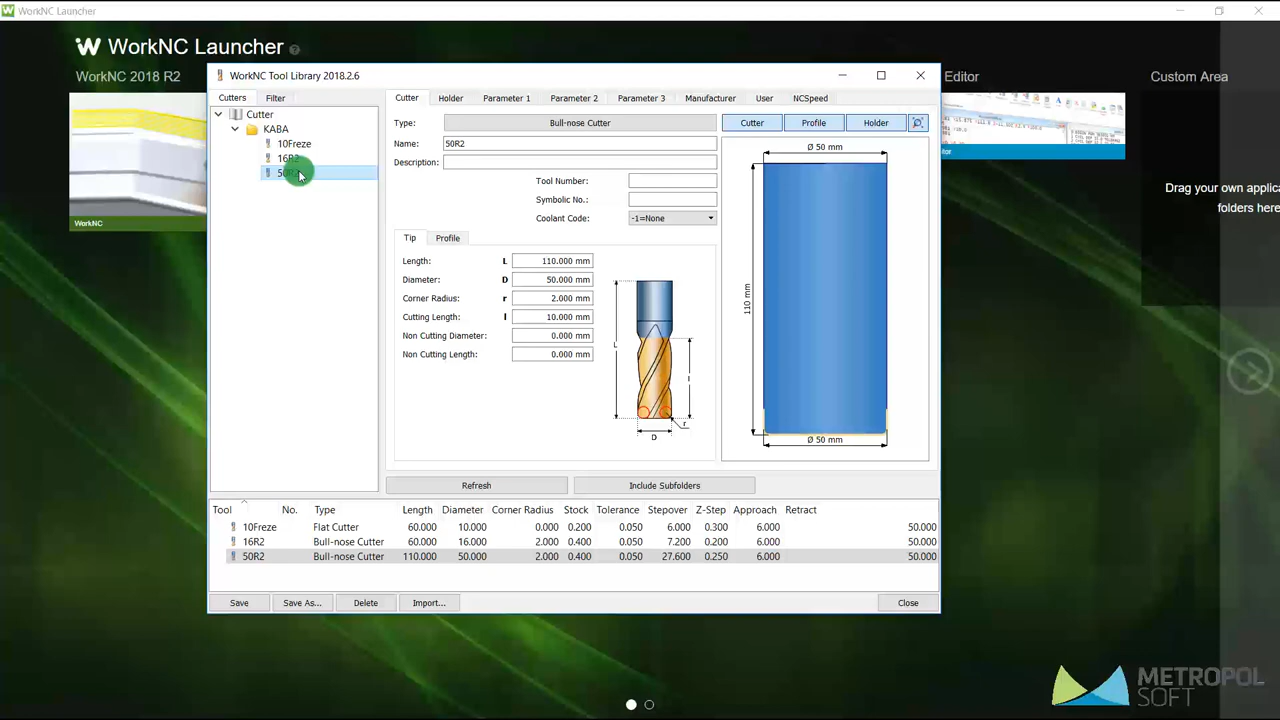 WorkNC Launcher
WorkNC Launcher
WorkNC 2018 R2
Editor
Custom Area
WorkNC Tool Library 2018.2.6
Cutters Filter
Cutter
KABA
10Freze
16R2
Cutter Holder Parameter 1 Parameter 2 Parameter 3 Manufacturer User NCSpeed
Type: Bull-nose Cutter
Cutter Profile Holder
Name: 50R2
Description:
Tool Number:
Symbolic No.:
Coolant Code: -1=None
Tip Profile
Length: L 110.000 mm
Diameter: D 50.000 mm
Corner Radius: r 2.000 mm
Cutting Length: l 10.000 mm
Non Cutting Diameter: 0.000 mm
Non Cutting Length: 0.000 mm
L
l
r
D
Ø 50 mm
110 mm
Ø 50 mm
Refresh Include Subfolders
Tool No. Type Length Diameter Corner Radius Stock Tolerance Stepover Z-Step Approach Retract
10Freze Flat Cutter 60.000 10.000 0.000 0.200 0.050 6.000 0.300 6.000 50.000
16R2 Bull-nose Cutter 60.000 16.000 2.000 0.400 0.050 7.200 0.200 6.000 50.000
50R2 Bull-nose Cutter 110.000 50.000 2.000 0.400 0.050 27.600 0.250 6.000 50.000
Save Save As... Delete Import... Close
WorkNC
Drag your own applica
folders here
METROPOL
SOFT